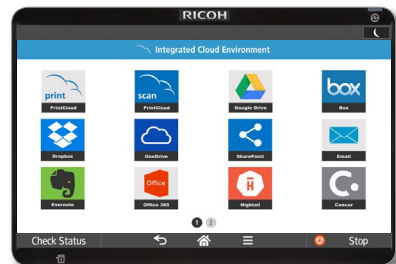 RICOH
Integrated Cloud Environment
print
PrintCloud
scan
PrintCloud
Google Drive
box
Box
Dropbox
OneDrive
SharePoint
Email
Evernote
Office
Office 365
H
Hightail
C.
Concur
1 2
Check Status
Stop